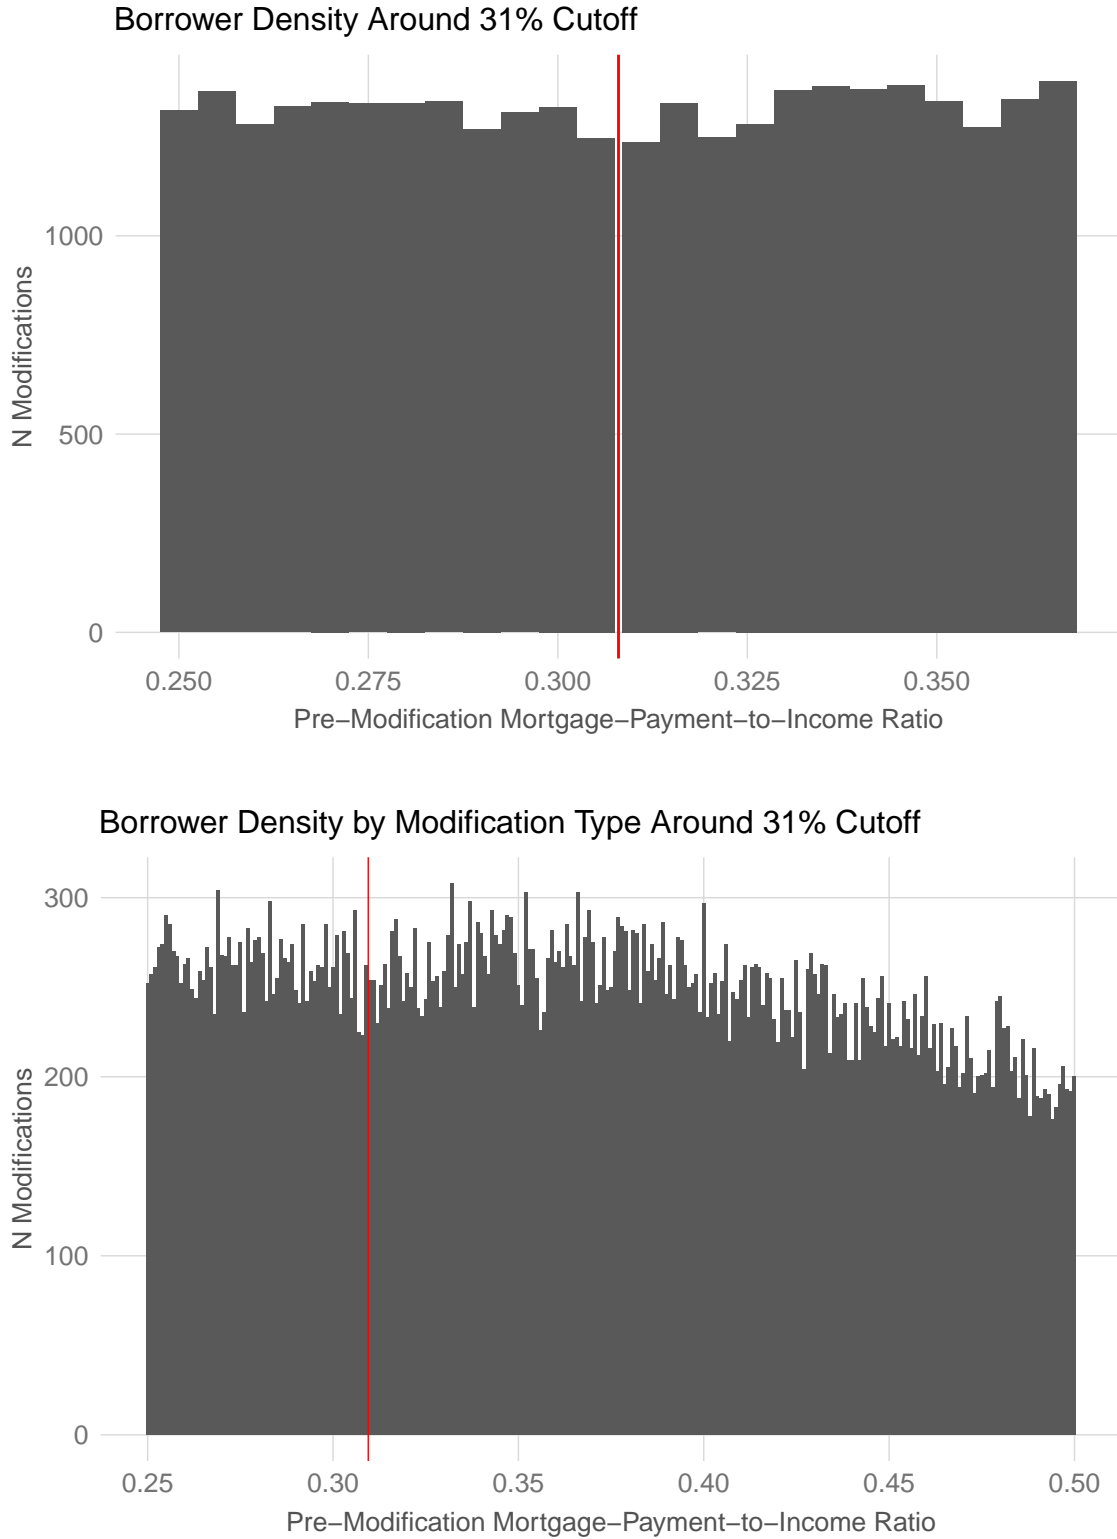 Borrower Density Around 31% Cutoff
N Modifications
1000
500
0
0.250 0.275 0.300 0.325 0.350
Pre−Modification Mortgage−Payment−to−Income Ratio
Borrower Density by Modification Type Around 31% Cutoff
N Modifications
300
200
100
0
0.25 0.30 0.35 0.40 0.45 0.50
Pre−Modification Mortgage−Payment−to−Income Ratio